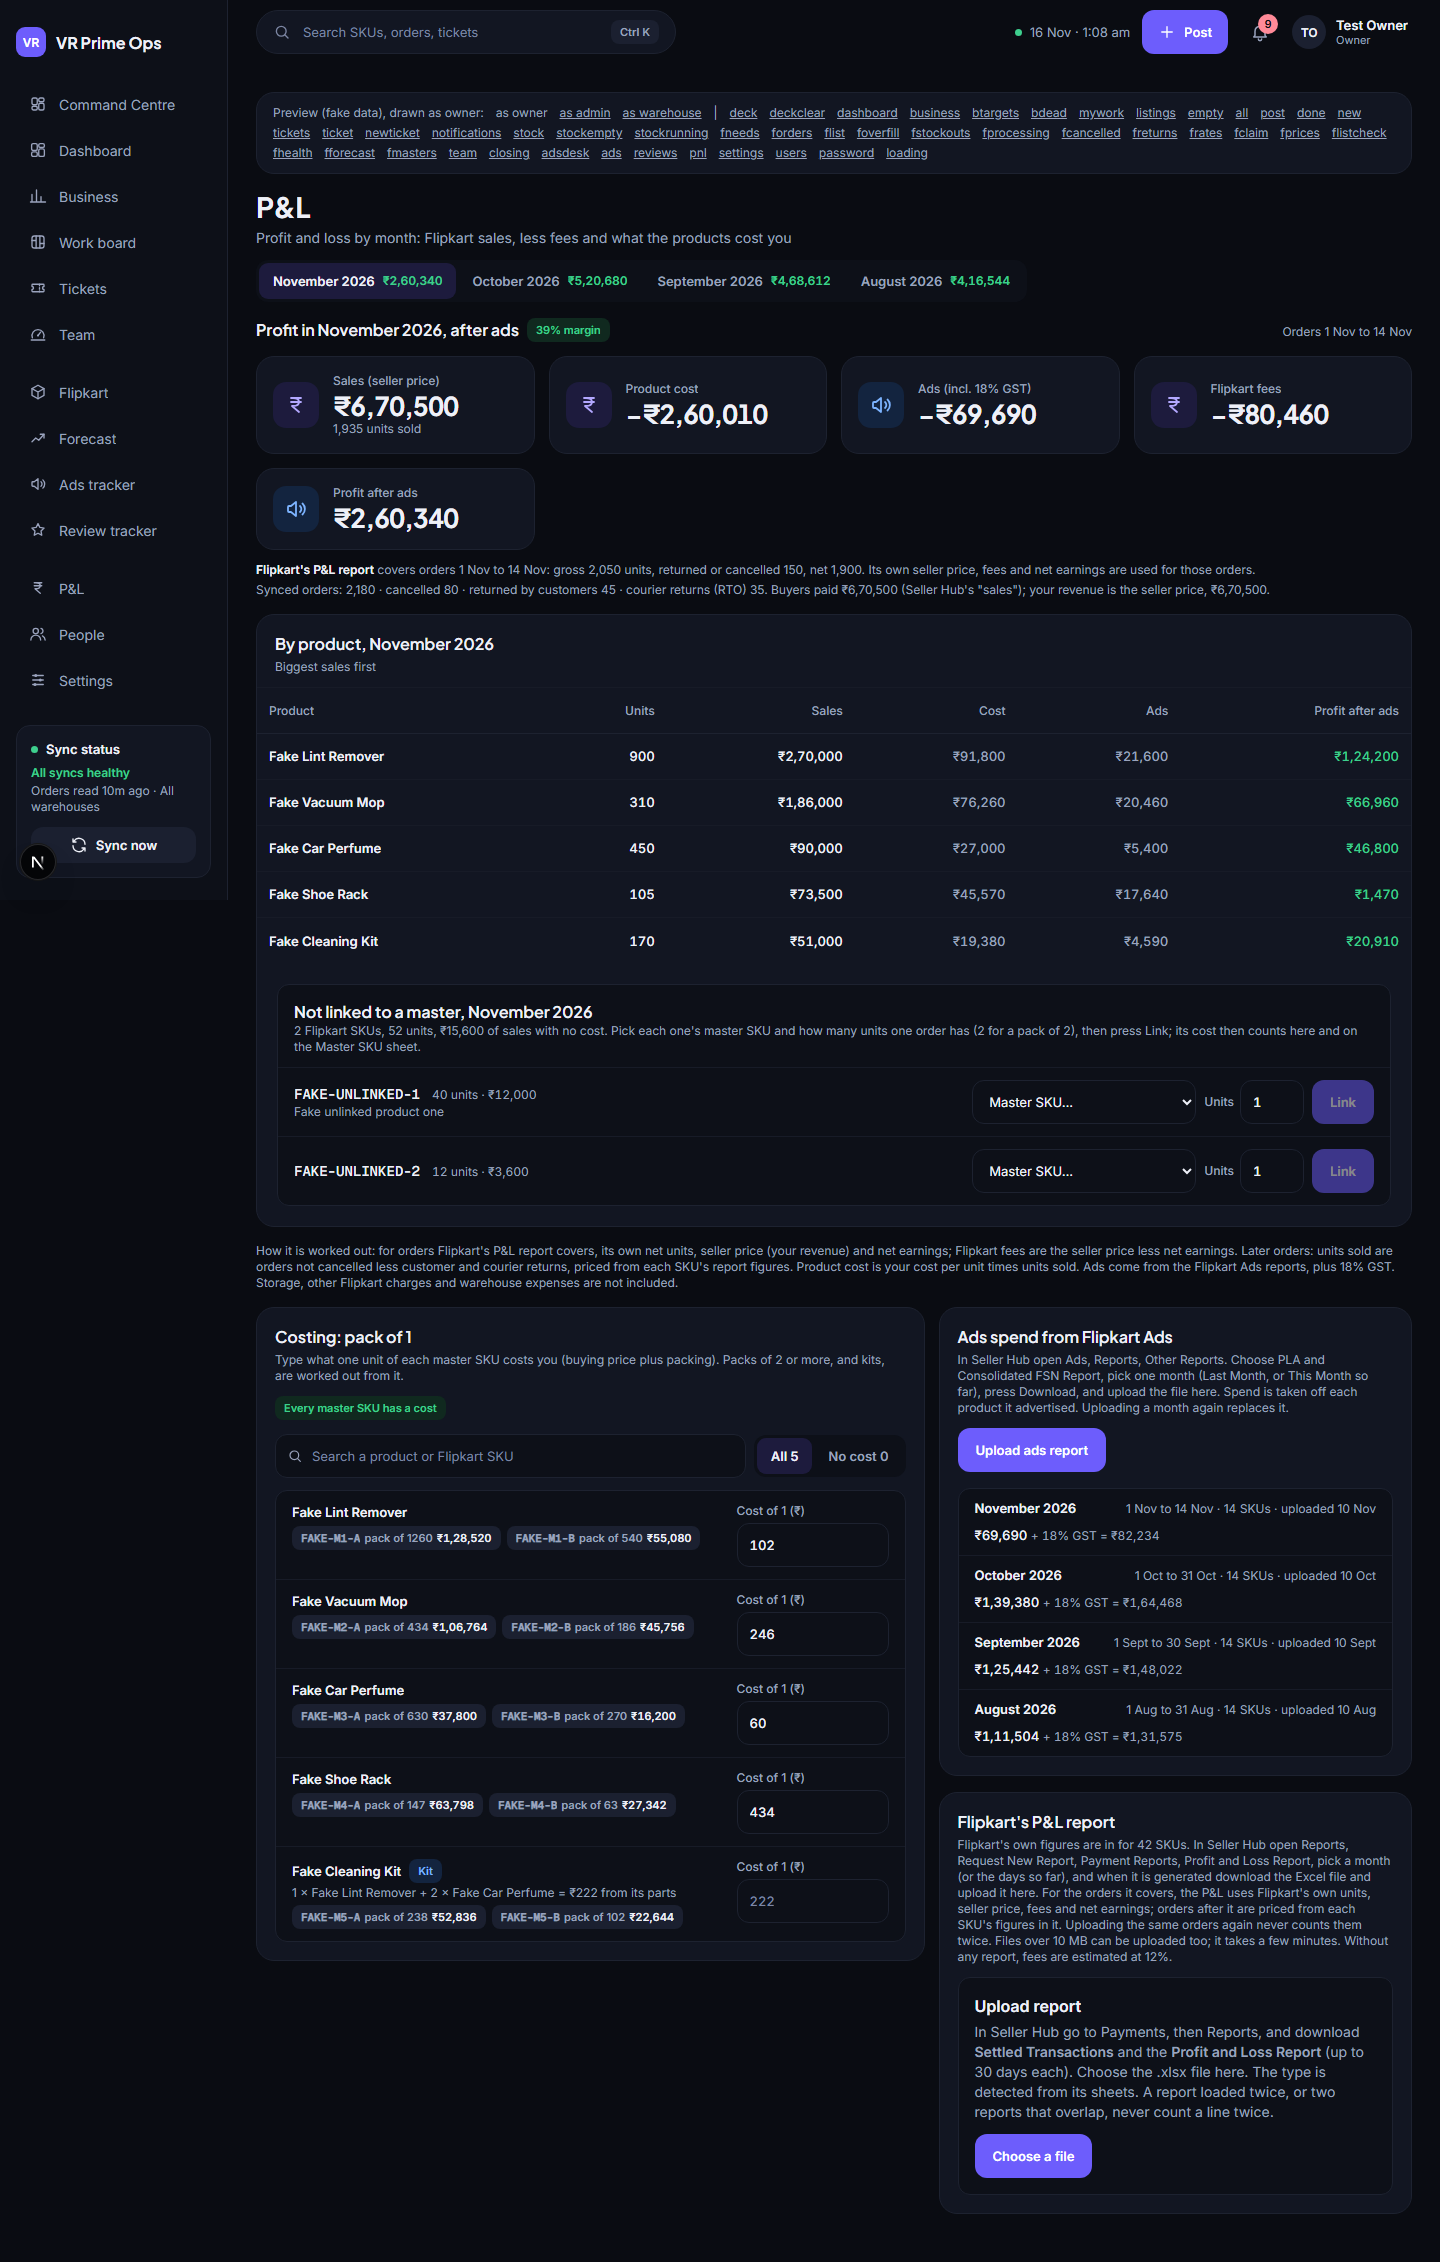 VR VR Prime Ops
Search SKUs, orders, tickets Ctrl K
16 Nov · 1:08 am
+ Post
9
TO Test Owner
Owner
Command Centre
Dashboard
Business
Work board
Tickets
Team
Flipkart
Forecast
Ads tracker
Review tracker
P&L
People
Settings
Sync status
All syncs healthy
Orders read 10m ago · All
warehouses
Sync now
N
Preview (fake data), drawn as owner: as owner as admin as warehouse | deck deckclear dashboard business btargets bdead mywork listings empty all post done new
tickets ticket newticket notifications stock stockempty stockrunning fneeds forders flist foverfill fstockouts fprocessing fcancelled freturns frates fclaim fprices flistcheck
fhealth fforecast fmasters team closing adsdesk ads reviews pnl settings users password loading
P&L
Profit and loss by month: Flipkart sales, less fees and what the products cost you
November 2026 ₹2,60,340 October 2026 ₹5,20,680 September 2026 ₹4,68,612 August 2026 ₹4,16,544
Profit in November 2026, after ads 39% margin Orders 1 Nov to 14 Nov
Sales (seller price)
₹6,70,500
1,935 units sold
Product cost
−₹2,60,010
Ads (incl. 18% GST)
−₹69,690
Flipkart fees
−₹80,460
Profit after ads
₹2,60,340
Flipkart's P&L report covers orders 1 Nov to 14 Nov: gross 2,050 units, returned or cancelled 150, net 1,900. Its own seller price, fees and net earnings are used for those orders.
Synced orders: 2,180 · cancelled 80 · returned by customers 45 · courier returns (RTO) 35. Buyers paid ₹6,70,500 (Seller Hub's "sales"); your revenue is the seller price, ₹6,70,500.
By product, November 2026
Biggest sales first
Product Units Sales Cost Ads Profit after ads
Fake Lint Remover 900 ₹2,70,000 ₹91,800 ₹21,600 ₹1,24,200
Fake Vacuum Mop 310 ₹1,86,000 ₹76,260 ₹20,460 ₹66,960
Fake Car Perfume 450 ₹90,000 ₹27,000 ₹5,400 ₹46,800
Fake Shoe Rack 105 ₹73,500 ₹45,570 ₹17,640 ₹1,470
Fake Cleaning Kit 170 ₹51,000 ₹19,380 ₹4,590 ₹20,910
Not linked to a master, November 2026
2 Flipkart SKUs, 52 units, ₹15,600 of sales with no cost. Pick each one's master SKU and how many units one order has (2 for a pack of 2), then press Link; its cost then counts here and on
the Master SKU sheet.
FAKE-UNLINKED-1 40 units · ₹12,000
Fake unlinked product one
Master SKU... Units 1 Link
FAKE-UNLINKED-2 12 units · ₹3,600
Master SKU... Units 1 Link
How it is worked out: for orders Flipkart's P&L report covers, its own net units, seller price (your revenue) and net earnings; Flipkart fees are the seller price less net earnings. Later orders: units sold are
orders not cancelled less customer and courier returns, priced from each SKU's report figures. Product cost is your cost per unit times units sold. Ads come from the Flipkart Ads reports, plus 18% GST.
Storage, other Flipkart charges and warehouse expenses are not included.
Costing: pack of 1
Type what one unit of each master SKU costs you (buying price plus packing). Packs of 2 or more, and kits,
are worked out from it.
Every master SKU has a cost
Search a product or Flipkart SKU All 5 No cost 0
Fake Lint Remover Cost of 1 (₹)
FAKE-M1-A pack of 1260 ₹1,28,520 FAKE-M1-B pack of 540 ₹55,080 102
Fake Vacuum Mop Cost of 1 (₹)
FAKE-M2-A pack of 434 ₹1,06,764 FAKE-M2-B pack of 186 ₹45,756 246
Fake Car Perfume Cost of 1 (₹)
FAKE-M3-A pack of 630 ₹37,800 FAKE-M3-B pack of 270 ₹16,200 60
Fake Shoe Rack Cost of 1 (₹)
FAKE-M4-A pack of 147 ₹63,798 FAKE-M4-B pack of 63 ₹27,342 434
Fake Cleaning Kit Kit Cost of 1 (₹)
1 × Fake Lint Remover + 2 × Fake Car Perfume = ₹222 from its parts
FAKE-M5-A pack of 238 ₹52,836 FAKE-M5-B pack of 102 ₹22,644 222
Ads spend from Flipkart Ads
In Seller Hub open Ads, Reports, Other Reports. Choose PLA and
Consolidated FSN Report, pick one month (Last Month, or This Month so
far), press Download, and upload the file here. Spend is taken off each
product it advertised. Uploading a month again replaces it.
Upload ads report
November 2026 1 Nov to 14 Nov · 14 SKUs · uploaded 10 Nov
₹69,690 + 18% GST = ₹82,234
October 2026 1 Oct to 31 Oct · 14 SKUs · uploaded 10 Oct
₹1,39,380 + 18% GST = ₹1,64,468
September 2026 1 Sept to 30 Sept · 14 SKUs · uploaded 10 Sept
₹1,25,442 + 18% GST = ₹1,48,022
August 2026 1 Aug to 31 Aug · 14 SKUs · uploaded 10 Aug
₹1,11,504 + 18% GST = ₹1,31,575
Flipkart's P&L report
Flipkart's own figures are in for 42 SKUs. In Seller Hub open Reports,
Request New Report, Payment Reports, Profit and Loss Report, pick a month
(or the days so far), and when it is generated download the Excel file and
upload it here. For the orders it covers, the P&L uses Flipkart's own units,
seller price, fees and net earnings; orders after it are priced from each
SKU's figures in it. Uploading the same orders again never counts them
twice. Files over 10 MB can be uploaded too; it takes a few minutes. Without
any report, fees are estimated at 12%.
Upload report
In Seller Hub go to Payments, then Reports, and download
Settled Transactions and the Profit and Loss Report (up to
30 days each). Choose the .xlsx file here. The type is
detected from its sheets. A report loaded twice, or two
reports that overlap, never count a line twice.
Choose a file